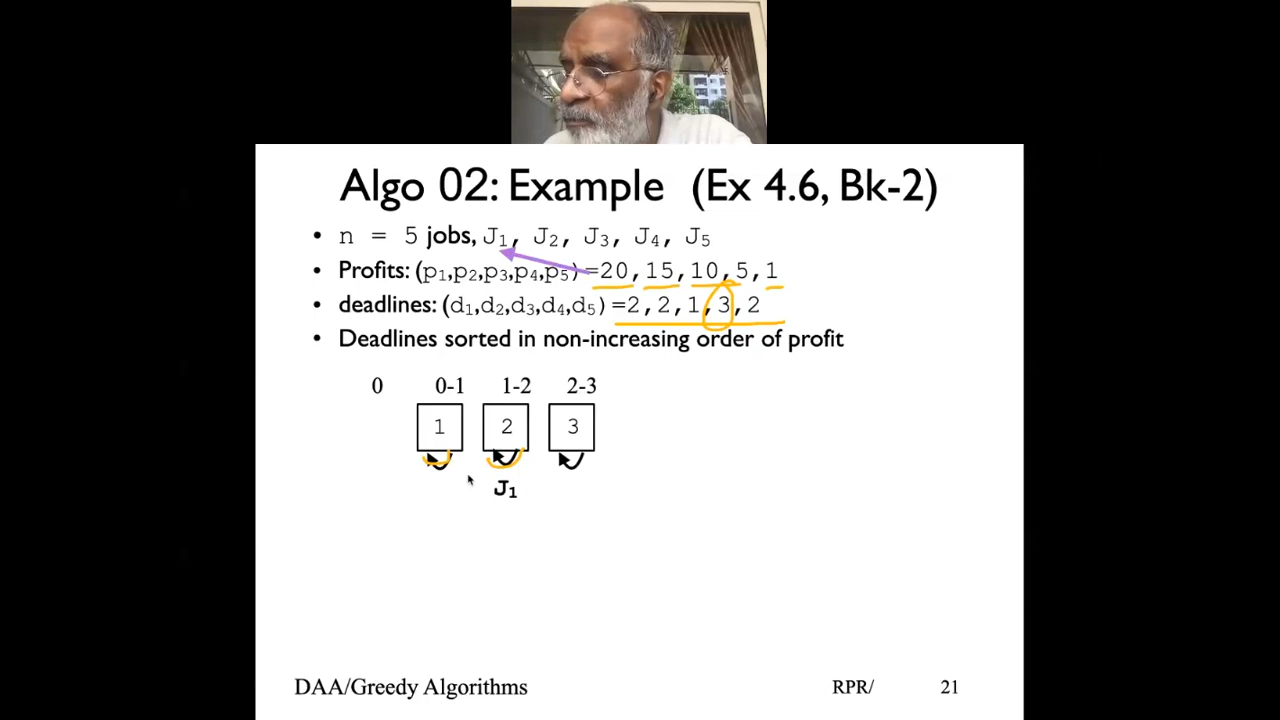 Algo 02: Example (Ex 4.6, Bk-2)
• n = 5 jobs, J₁, J₂, J₃, J₄, J₅
• Profits: (p₁,p₂,p₃,p₄,p₅)=20,15,10,5,1
• deadlines: (d₁,d₂,d₃,d₄,d₅)=2,2,1,3,2
• Deadlines sorted in non-increasing order of profit
0 0-1 1-2 2-3
1 2 3
J₁
DAA/Greedy Algorithms RPR/ 21